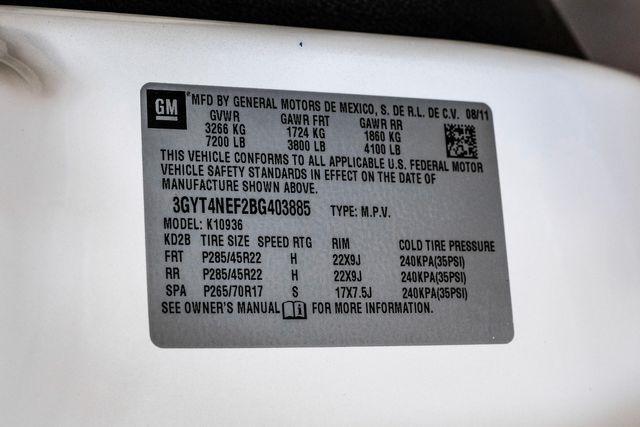 GM *MFD BY GENERAL MOTORS DE MEXICO, S. DE R.L. DE C.V. 08/11
GVWR GAWR FRT GAWR RR
3266 KG 1724 KG 1860 KG
7200 LB 3800 LB 4100 LB
THIS VEHICLE CONFORMS TO ALL APPLICABLE U.S. FEDERAL MOTOR
VEHICLE SAFETY STANDARDS IN EFFECT ON THE DATE OF
MANUFACTURE SHOWN ABOVE.
3GYT4NEF2BG403885 TYPE: M.P.V.
MODEL: K10936
KD2B TIRE SIZE SPEED RTG RIM COLD TIRE PRESSURE
FRT P285/45R22 H 22X9J 240KPA(35PSI)
RR P285/45R22 H 22X9J 240KPA(35PSI)
SPA P265/70R17 S 17X7.5J 240KPA(35PSI)
SEE OWNER'S MANUAL i FOR MORE INFORMATION.